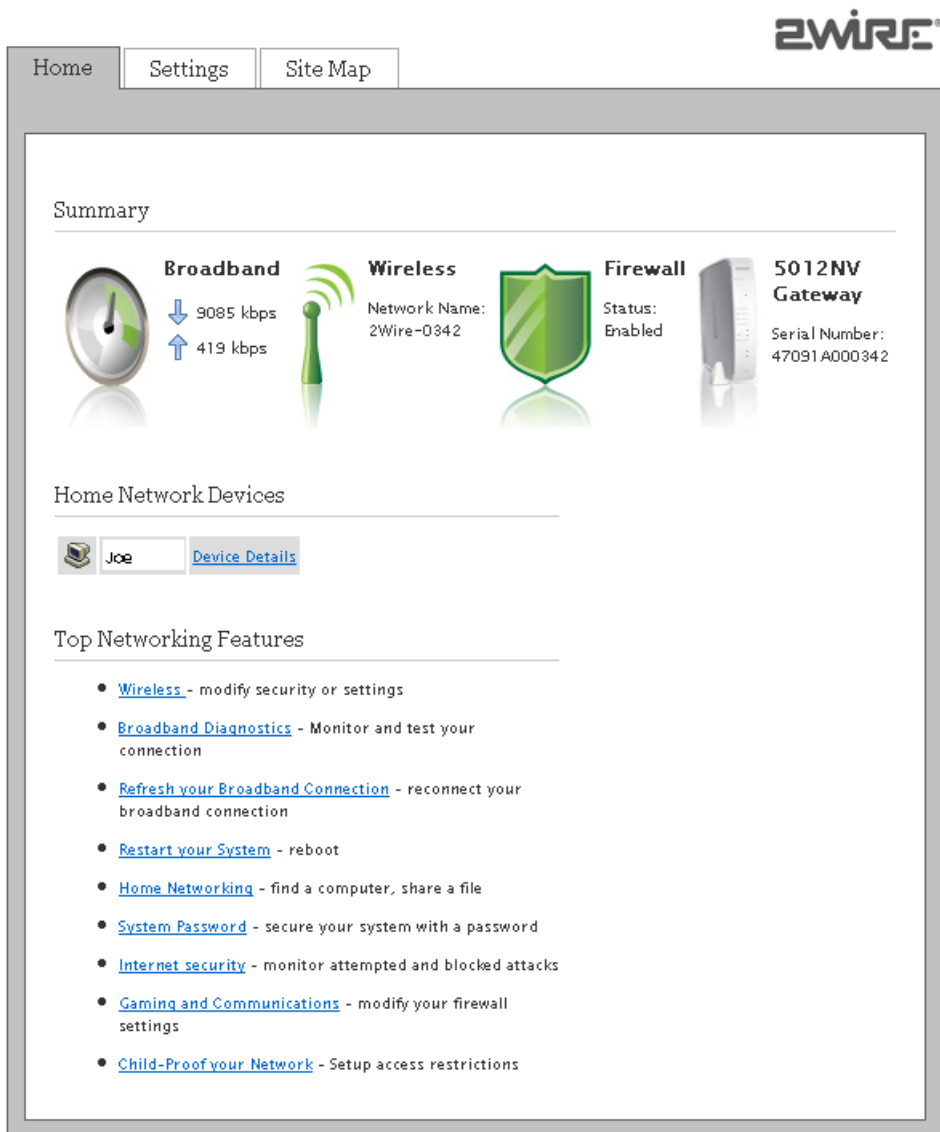 2WIRE
Home
Settings
Site Map
Summary
Broadband
9085 kbps
419 kbps
Wireless
Network Name:
2Wire-0342
Firewall
Status:
Enabled
5012NV
Gateway
Serial Number:
47091A000342
Home Network Devices
Joe
Device Details
Top Networking Features
Wireless - modify security or settings
Broadband Diagnostics - Monitor and test your
connection
Refresh your Broadband Connection - reconnect your
broadband connection
Restart your System - reboot
Home Networking - find a computer, share a file
System Password - secure your system with a password
Internet security - monitor attempted and blocked attacks
Gaming and Communications - modify your firewall
settings
Child-Proof your Network - Setup access restrictions